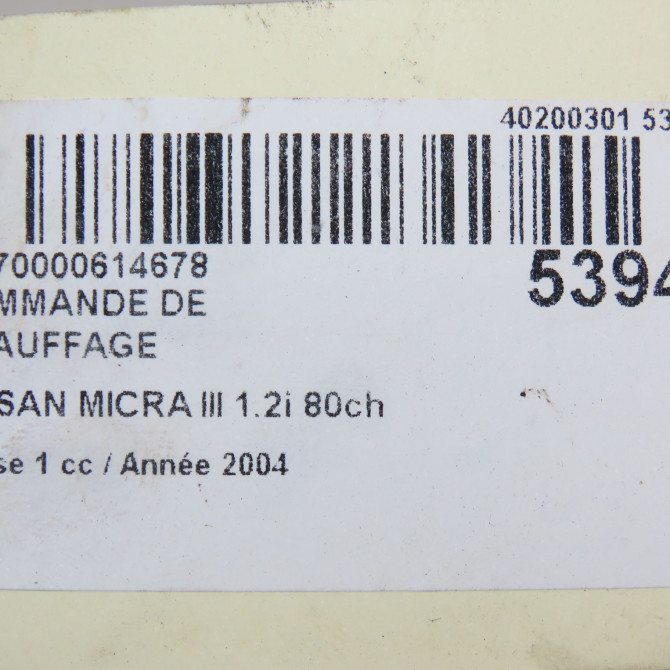 40200301 53
70000614678
5394
MMANDE DE
AUFFAGE
SAN MICRA III 1.2i 80ch
se 1 cc / Année 2004